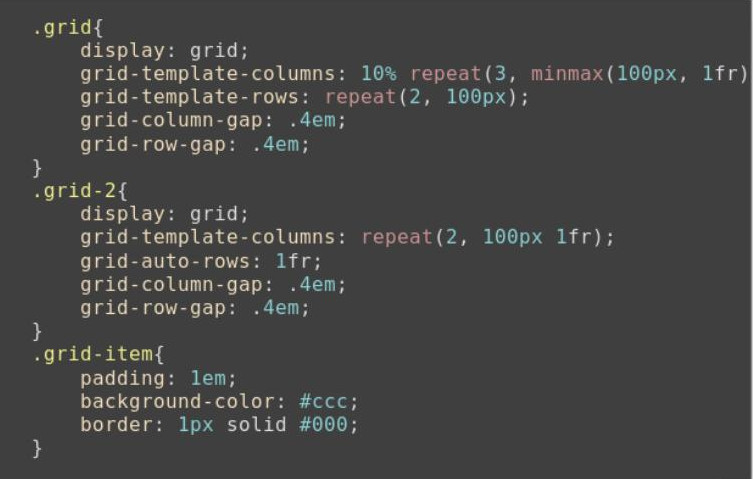 .grid{
    display: grid;
    grid-template-columns: 10% repeat(3, minmax(100px, 1fr)
    grid-template-rows: repeat(2, 100px);
    grid-column-gap: .4em;
    grid-row-gap: .4em;
}
.grid-2{
    display: grid;
    grid-template-columns: repeat(2, 100px 1fr);
    grid-auto-rows: 1fr;
    grid-column-gap: .4em;
    grid-row-gap: .4em;
}
.grid-item{
    padding: 1em;
    background-color: #ccc;
    border: 1px solid #000;
}